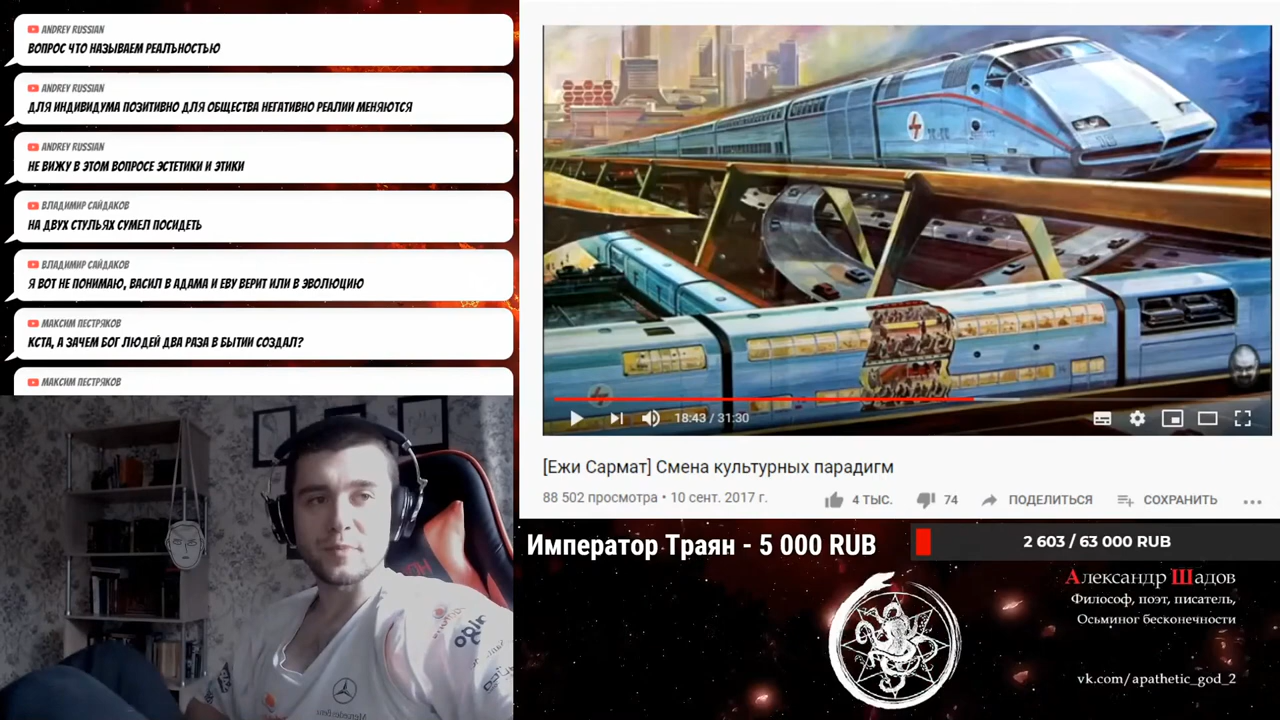 ANDREY RUSSIAN
ВОПРОС ЧТО НАЗЫВАЕМ РЕАЛЪНОСТЬЮ
ANDREY RUSSIAN
ДЛЯ ИНДИВИДУМА ПОЗИТИВНО ДЛЯ ОБЩЕСТВА НЕГАТИВНО РЕАЛИИ МЕНЯЮТСЯ
ANDREY RUSSIAN
НЕ ВИЖУ В ЭТОМ ВОПРОСЕ ЭСТЕТИКИ И ЭТИКИ
ВЛАДИМИР САЙДАКОВ
НА ДВУХ СТУЛЬЯХ СУМЕЛ ПОСИДЕТЬ
ВЛАДИМИР САЙДАКОВ
Я ВОТ НЕ ПОНИМАЮ, ВАСИЛ В АДАМА И ЕВУ ВЕРИТ ИЛИ В ЭВОЛЮЦИЮ
МАКСИМ ПЕСТРЯКОВ
КСТА, А ЗАЧЕМ БОГ ЛЮДЕЙ ДВА РАЗА В БЫТИИ СОЗДАЛ?
МАКСИМ ПЕСТРЯКОВ
18:43 / 31:30
[Ежи Сармат] Смена культурных парадигм
88 502 просмотра • 10 сент. 2017 г.
4 ТЫС.
74
ПОДЕЛИТЬСЯ
СОХРАНИТЬ
Император Траян - 5 000 RUB
2 603 / 63 000 RUB
Александр Шадов
Философ, поэт, писатель,
Осьминог бесконечности
vk.com/apathetic_god_2